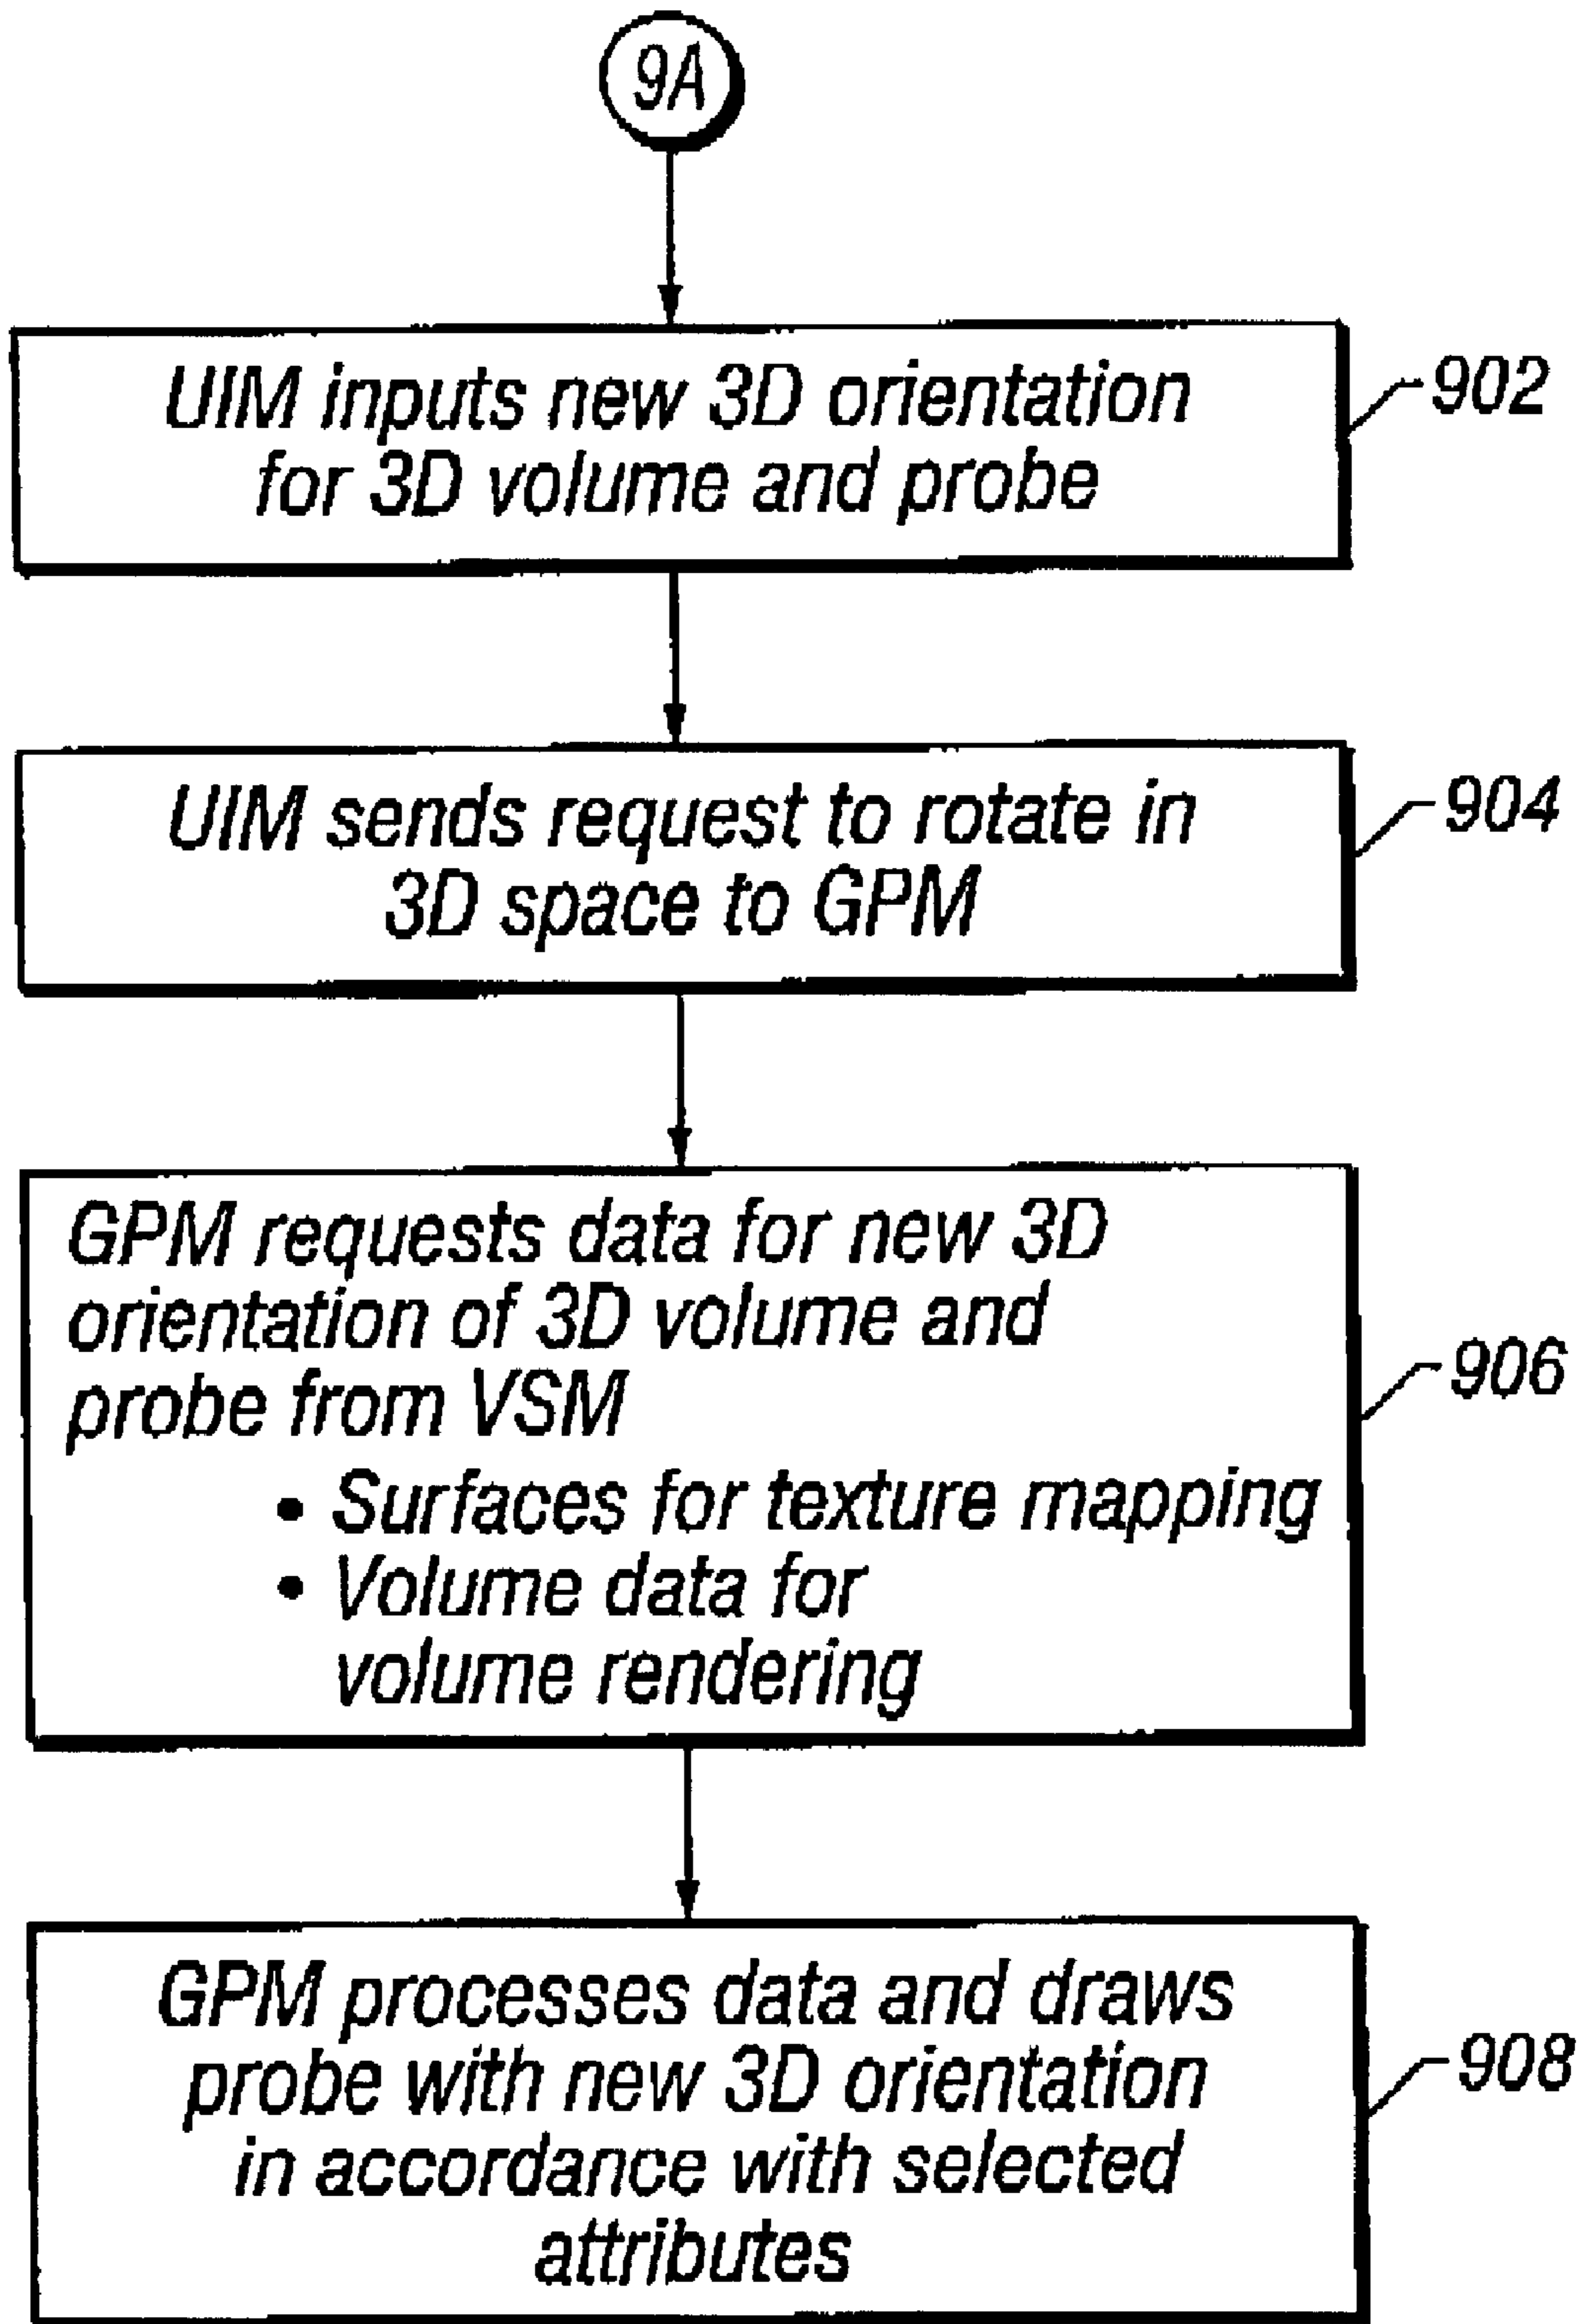 9A
UIM inputs new 3D orientation
for 3D volume and probe
902
UIM sends request to rotate in
3D space to GPM
904
GPM requests data for new 3D
orientation of 3D volume and
probe from VSM
• Surfaces for texture mapping
• Volume data for
volume rendering
906
GPM processes data and draws
probe with new 3D orientation
in accordance with selected
attributes
908